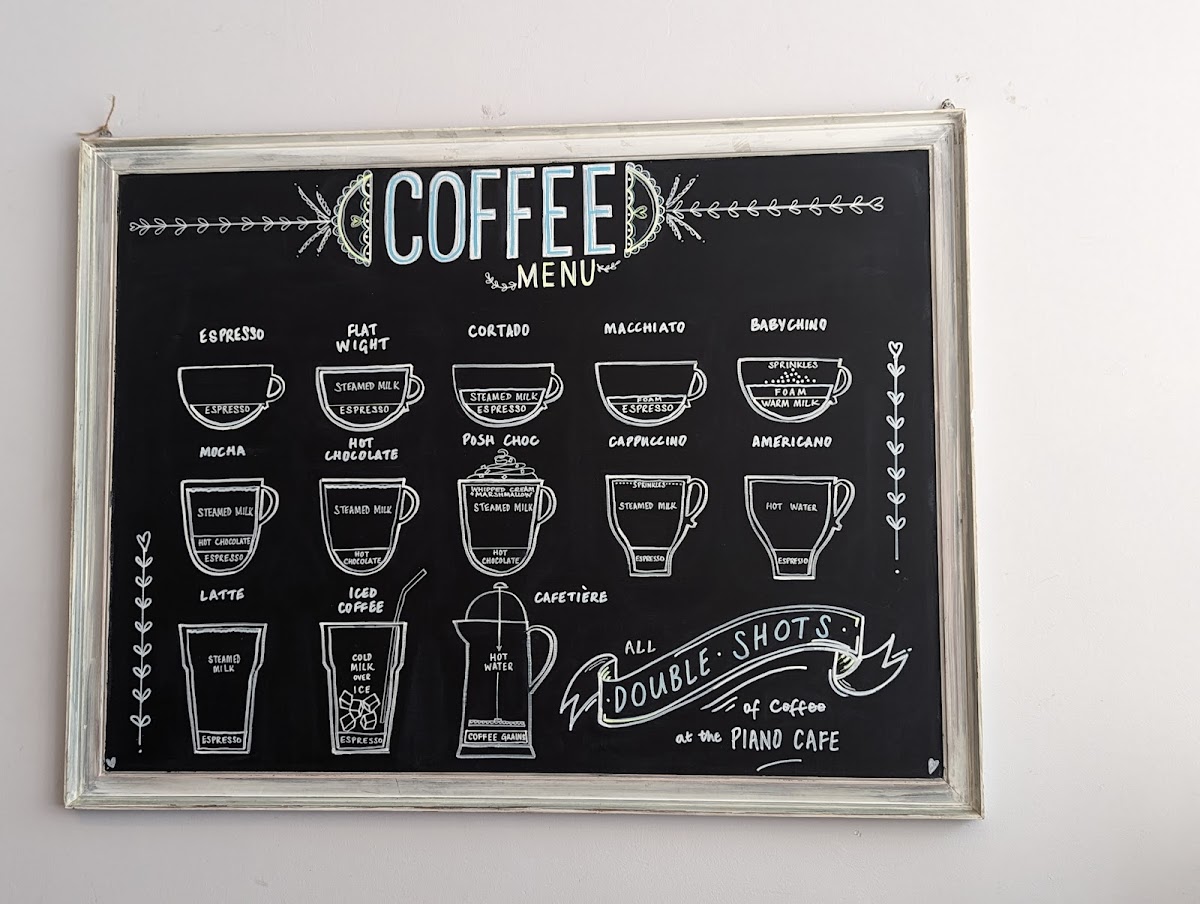 COFFEE
MENU
ESPRESSO
ESPRESSO
FLAT
WIGHT
STEAMED MILK
ESPRESSO
CORTADO
STEAMED MILK
ESPRESSO
MACCHIATO
FOAM
ESPRESSO
BABYCHINO
SPRINKLES
FOAM
WARM MILK
MOCHA
STEAMED MILK
HOT CHOCOLATE
ESPRESSO
HOT
CHOCOLATE
STEAMED MILK
HOT
CHOCOLATE
POSH CHOC
WHIPPED CREAM
+ MARSHMALLOW
STEAMED MILK
HOT
CHOCOLATE
CAPPUCCINO
SPRINKLES
STEAMED MILK
ESPRESSO
AMERICANO
HOT WATER
ESPRESSO
LATTE
STEAMED
MILK
ESPRESSO
ICED
COFFEE
COLD
MILK
OVER
ICE
ESPRESSO
CAFETIÈRE
HOT
WATER
COFFEE GRAINS
ALL
·DOUBLE·SHOTS·
of Coffee
at the PIANO CAFE